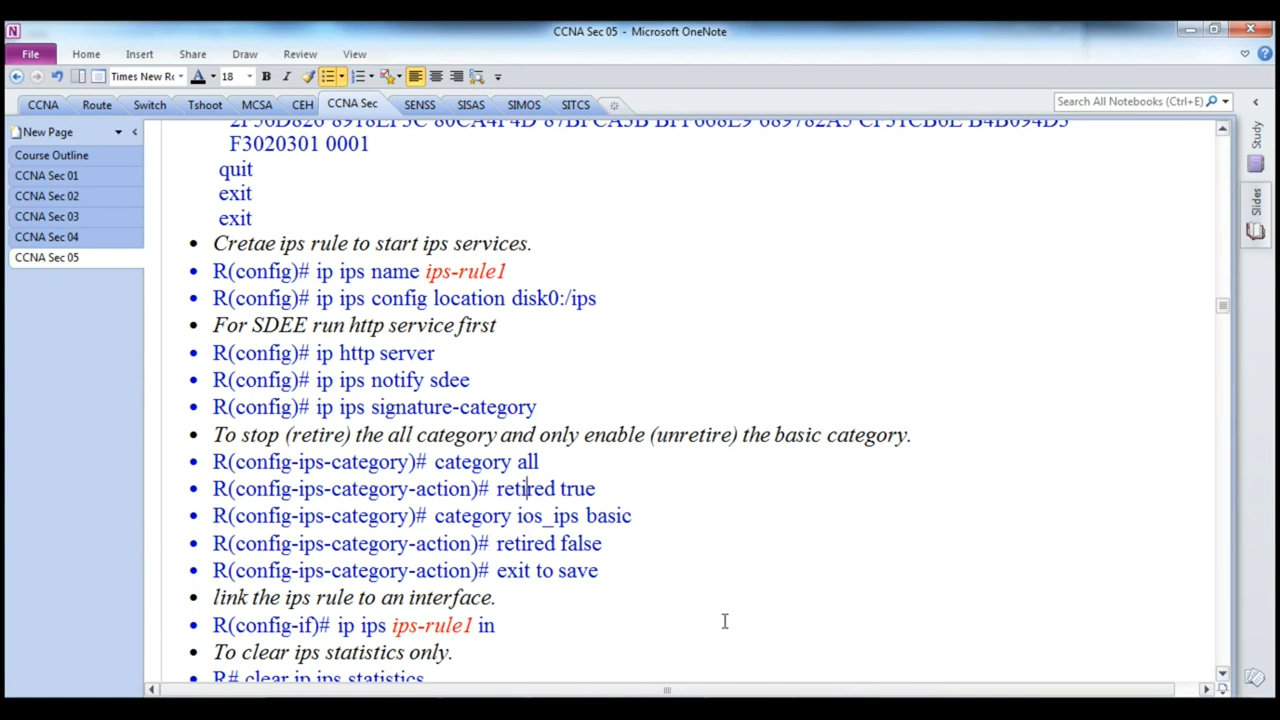 CCNA Sec 05 - Microsoft OneNote
File Home Insert Share Draw Review View
Times New Ro 18 B I
CCNA Route Switch Tshoot MCSA CEH CCNA Sec SENSS SISAS SIMOS SITCS
Search All Notebooks (Ctrl+E)
New Page
Course Outline
CCNA Sec 01
CCNA Sec 02
CCNA Sec 03
CCNA Sec 04
CCNA Sec 05
F3020301 0001
quit
exit
exit
• Cretae ips rule to start ips services.
• R(config)# ip ips name ips-rule1
• R(config)# ip ips config location disk0:/ips
• For SDEE run http service first
• R(config)# ip http server
• R(config)# ip ips notify sdee
• R(config)# ip ips signature-category
• To stop (retire) the all category and only enable (unretire) the basic category.
• R(config-ips-category)# category all
• R(config-ips-category-action)# retired true
• R(config-ips-category)# category ios_ips basic
• R(config-ips-category-action)# retired false
• R(config-ips-category-action)# exit to save
• link the ips rule to an interface.
• R(config-if)# ip ips ips-rule1 in
• To clear ips statistics only.
• R# clear ip ips statistics
Study
Slides